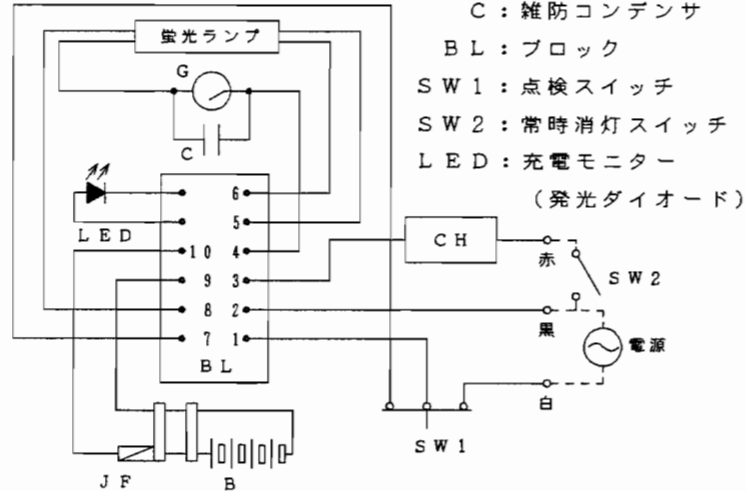 C：雑防コンデンサ
蛍光ランプ
BL：ブロック
G
SW1：点検スイッチ
C
SW2：常時消灯スイッチ
LED：充電モニター
（発光ダイオード）
6
5
LED
CH
10 4
赤
9 3
SW2
8 2
黒
7 1
電源
BL
白
SW1
JF
B